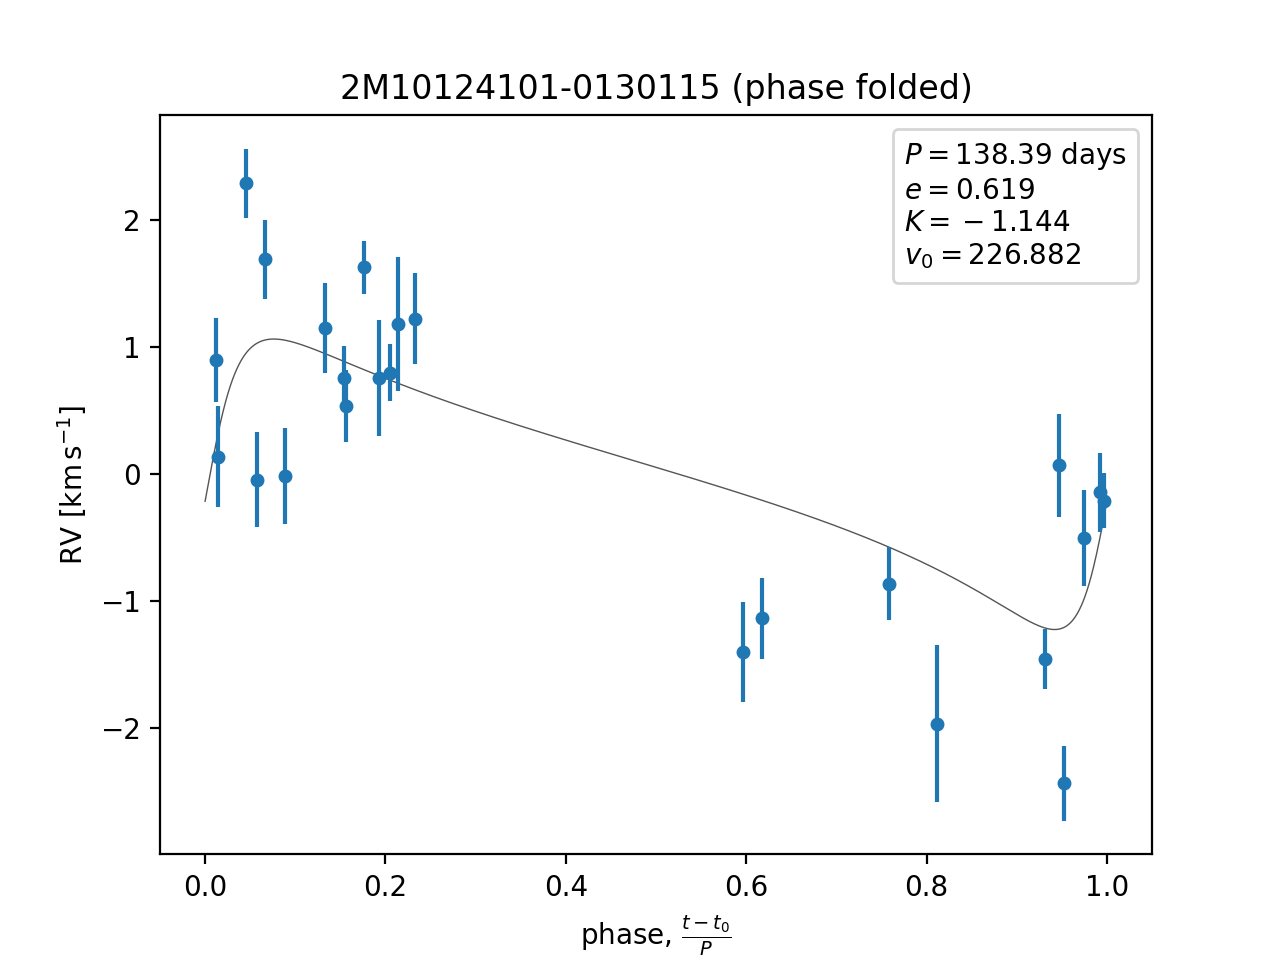 2M10124101-0130115 (phase folded)
P = 138.39 days
e = 0.619
K = −1.144
v₀ = 226.882
RV [km s⁻¹]
2
1
0
−1
−2
0.0 0.2 0.4 0.6 0.8 1.0
phase, (t − t₀)/P